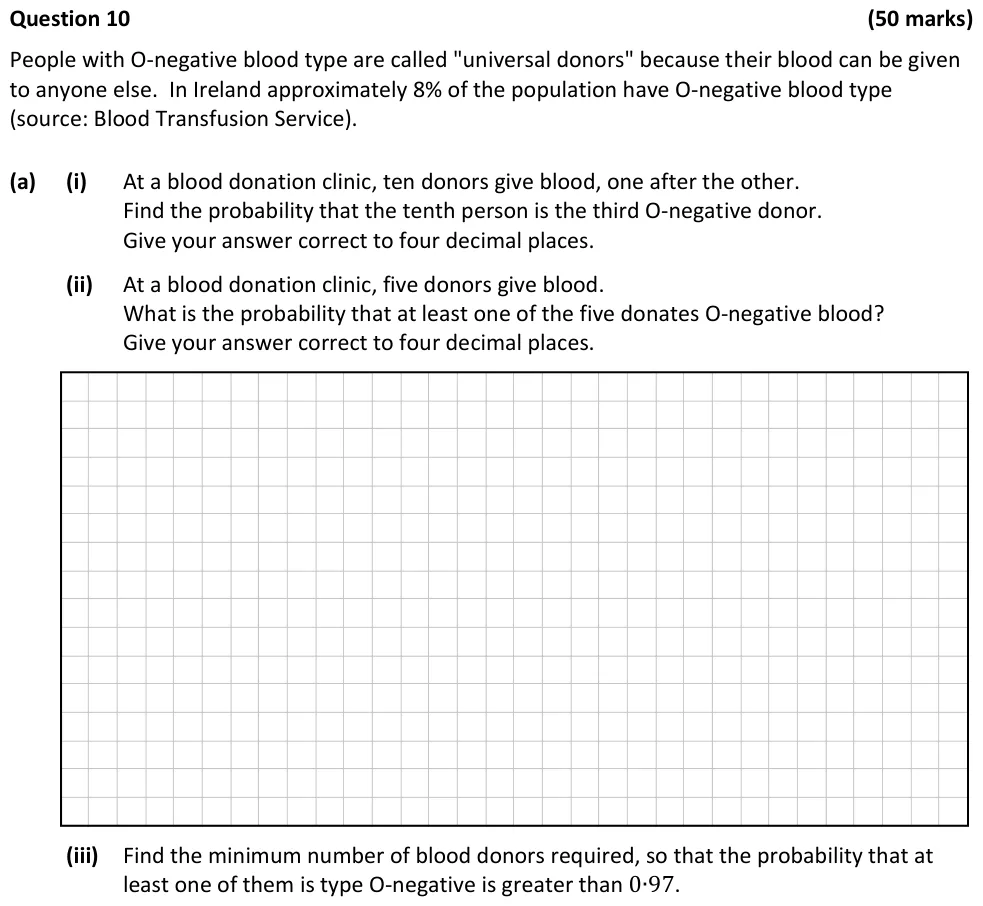 Question 10 (50 marks)
People with O-negative blood type are called "universal donors" because their blood can be given
to anyone else. In Ireland approximately 8% of the population have O-negative blood type
(source: Blood Transfusion Service).
(a) (i) At a blood donation clinic, ten donors give blood, one after the other.
Find the probability that the tenth person is the third O-negative donor.
Give your answer correct to four decimal places.
(ii) At a blood donation clinic, five donors give blood.
What is the probability that at least one of the five donates O-negative blood?
Give your answer correct to four decimal places.
(iii) Find the minimum number of blood donors required, so that the probability that at
least one of them is type O-negative is greater than 0·97.